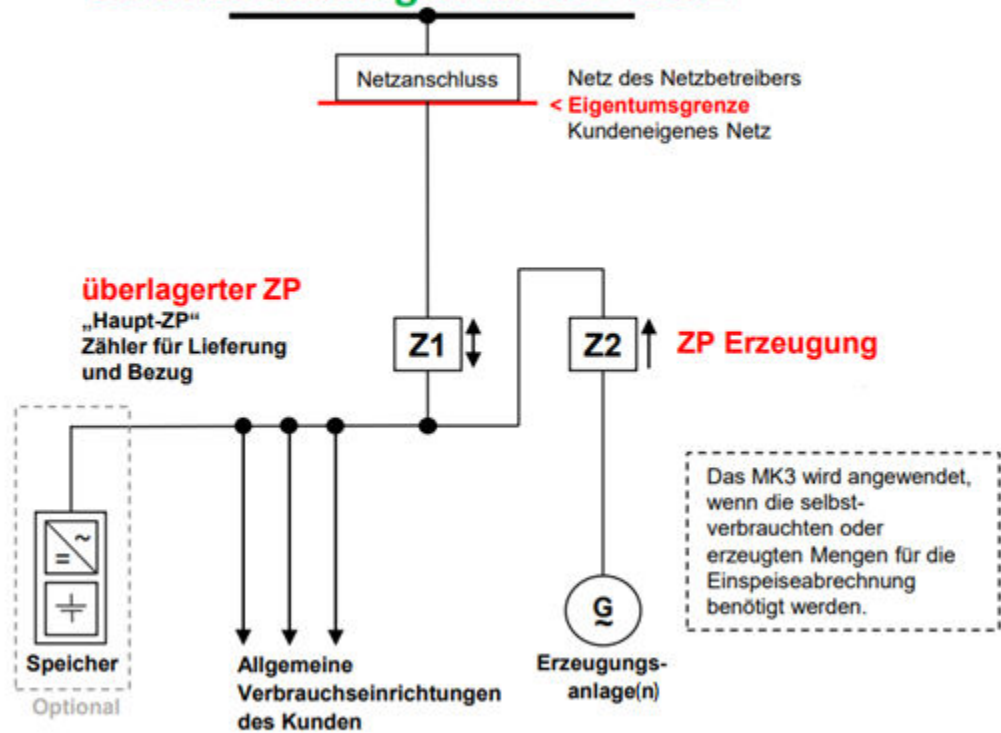 Netzanschluss
Netz des Netzbetreibers
< Eigentumsgrenze
Kundeneigenes Netz
überlagerter ZP
„Haupt-ZP“
Zähler für Lieferung
und Bezug
Z1
Z2
ZP Erzeugung
Das MK3 wird angewendet,
wenn die selbst-
verbrauchten oder
erzeugten Mengen für die
Einspeiseabrechnung
benötigt werden.
=
~
G
~
Speicher
Optional
Allgemeine
Verbrauchseinrichtungen
des Kunden
Erzeugungs-
anlage(n)